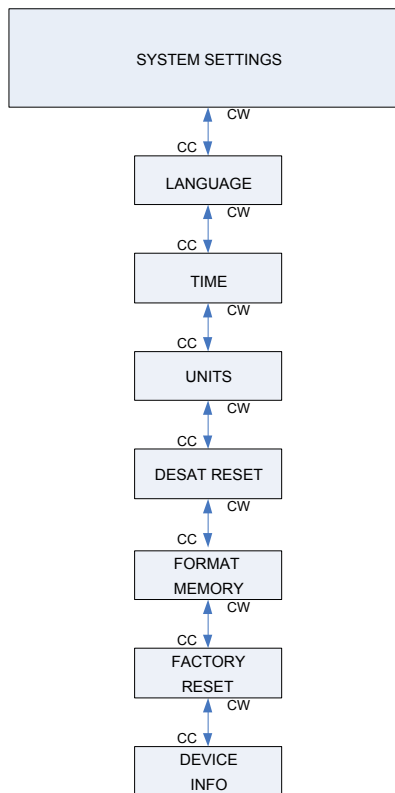 SYSTEM SETTINGS
CW
CC
LANGUAGE
CW
CC
TIME
CW
CC
UNITS
CW
CC
DESAT RESET
CW
CC
FORMAT
MEMORY
CW
CC
FACTORY
RESET
CW
CC
DEVICE
INFO